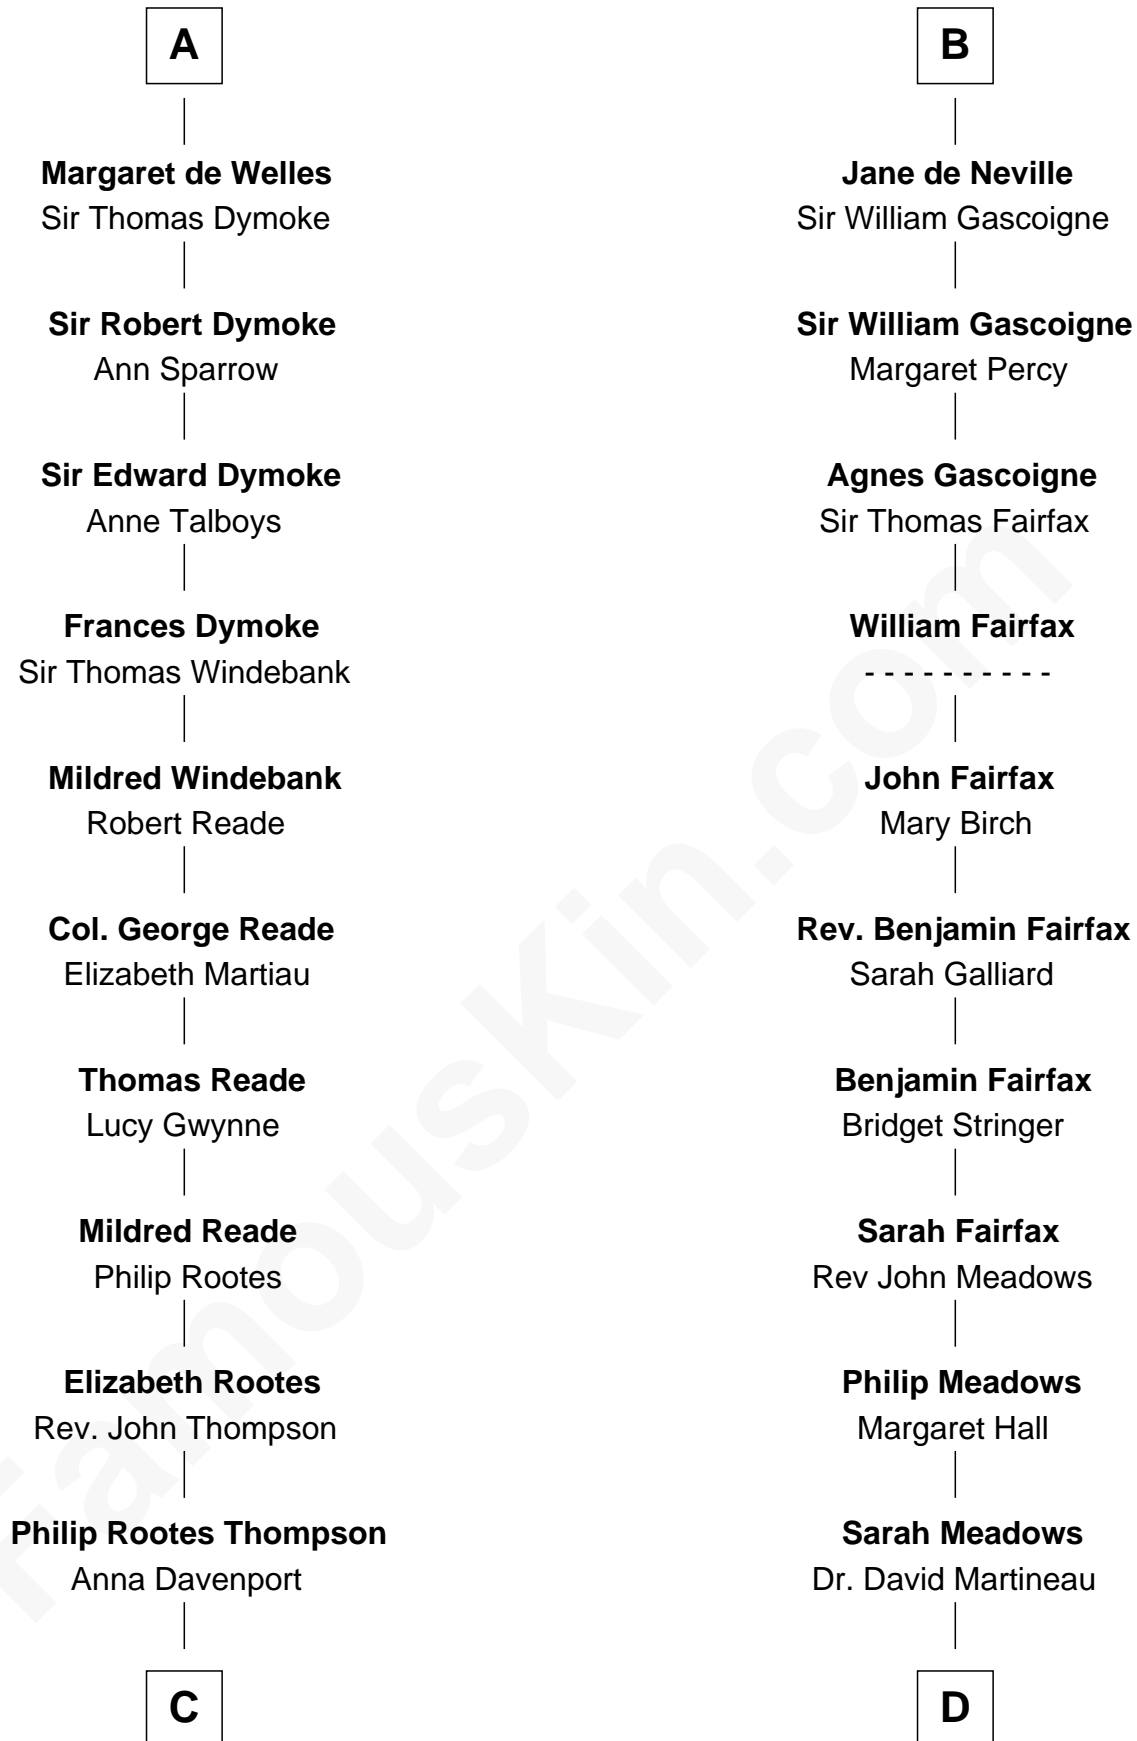 A
Margaret de Welles
Sir Thomas Dymoke
Sir Robert Dymoke
Ann Sparrow
Sir Edward Dymoke
Anne Talboys
Frances Dymoke
Sir Thomas Windebank
Mildred Windebank
Robert Reade
Col. George Reade
Elizabeth Martiau
Thomas Reade
Lucy Gwynne
Mildred Reade
Philip Rootes
Elizabeth Rootes
Rev. John Thompson
Philip Rootes Thompson
Anna Davenport
C
B
Jane de Neville
Sir William Gascoigne
Sir William Gascoigne
Margaret Percy
Agnes Gascoigne
Sir Thomas Fairfax
William Fairfax
- - - - - - - - - -
John Fairfax
Mary Birch
Rev. Benjamin Fairfax
Sarah Galliard
Benjamin Fairfax
Bridget Stringer
Sarah Fairfax
Rev John Meadows
Philip Meadows
Margaret Hall
Sarah Meadows
Dr. David Martineau
D
FamousKin.com